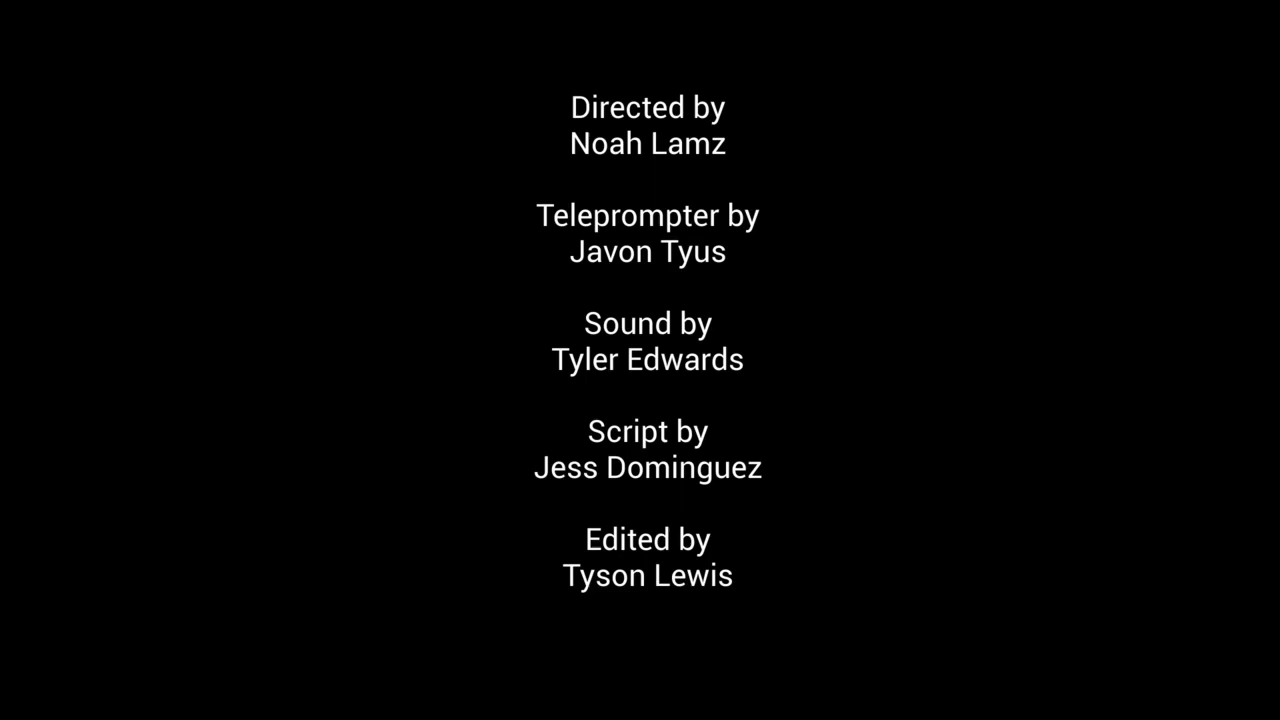 Directed by
Noah Lamz
Teleprompter by
Javon Tyus
Sound by
Tyler Edwards
Script by
Jess Dominguez
Edited by
Tyson Lewis